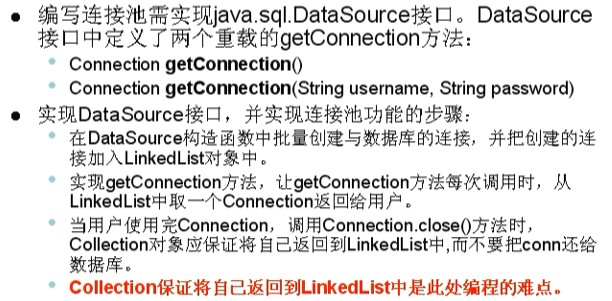 编写连接池需实现java.sql.DataSource接口。DataSource
接口中定义了两个重载的getConnection方法：
Connection getConnection()
Connection getConnection(String username, String password)
实现DataSource接口，并实现连接池功能的步骤：
在DataSource构造函数中批量创建与数据库的连接，并把创建的连
接加入LinkedList对象中。
实现getConnection方法，让getConnection方法每次调用时，从
LinkedList中取一个Connection返回给用户。
当用户使用完Connection，调用Connection.close()方法时，
Collection对象应保证将自己返回到LinkedList中,而不要把conn还给
数据库。
Collection保证将自己返回到LinkedList中是此处编程的难点。